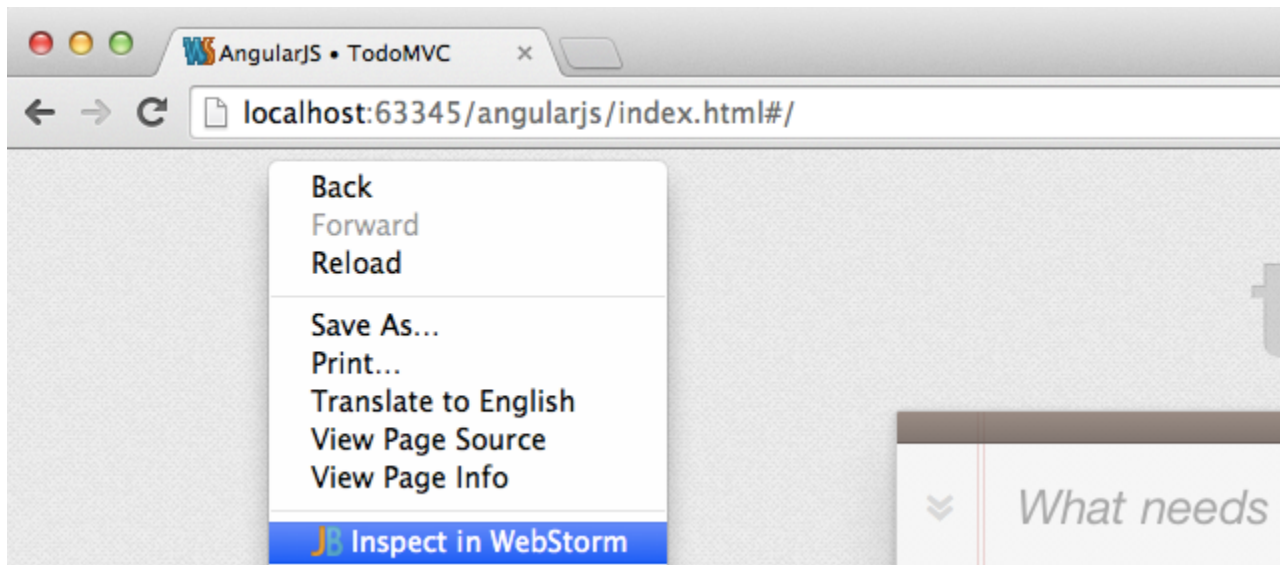 AngularJS • TodoMVC
localhost:63345/angularjs/index.html#/
Back
Forward
Reload
Save As...
Print...
Translate to English
View Page Source
View Page Info
JB Inspect in WebStorm
What needs